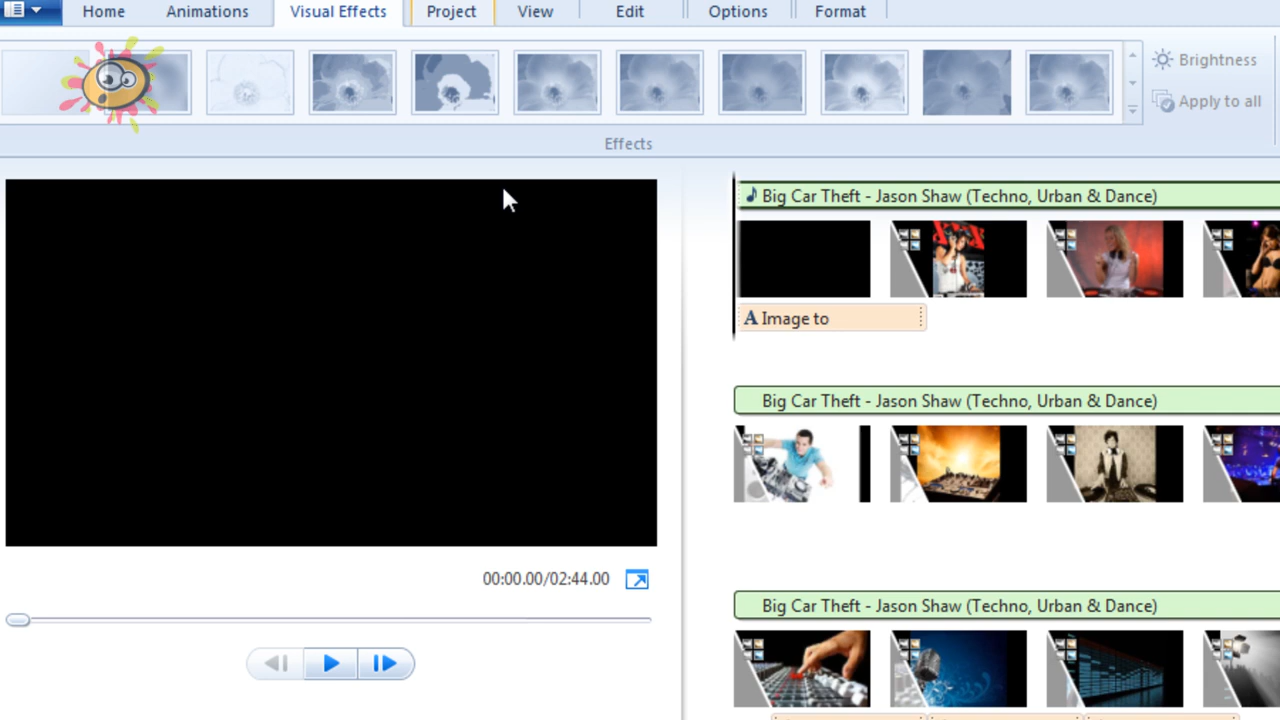 Home Animations Visual Effects Project View Edit Options Format
Brightness
Apply to all
Effects
Big Car Theft - Jason Shaw (Techno, Urban & Dance)
A Image to
Big Car Theft - Jason Shaw (Techno, Urban & Dance)
00:00.00/02:44.00
Big Car Theft - Jason Shaw (Techno, Urban & Dance)